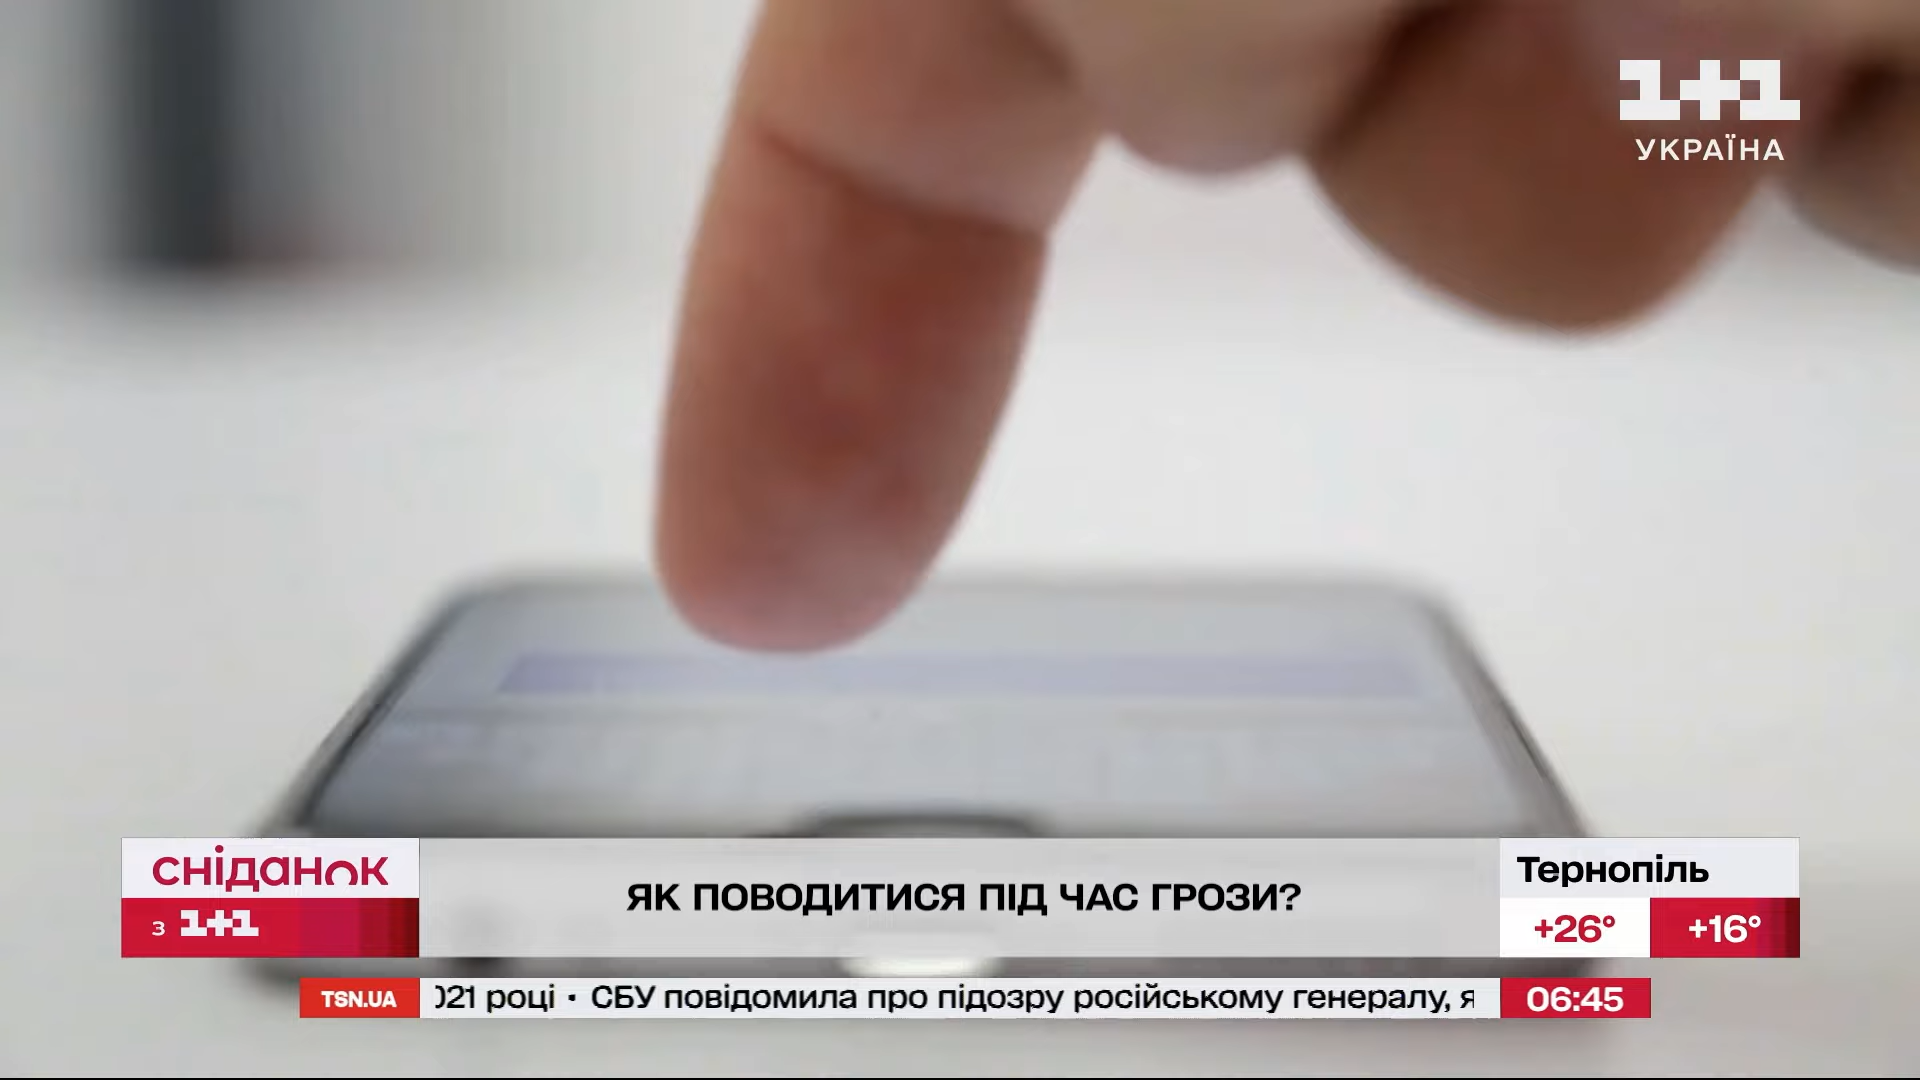 1+1
УКРАЇНА
сніданок
з 1+1
ЯК ПОВОДИТИСЯ ПІД ЧАС ГРОЗИ?
Тернопіль
+26° +16°
TSN.UA
021 році · СБУ повідомила про підозру російському генералу, я
06:45